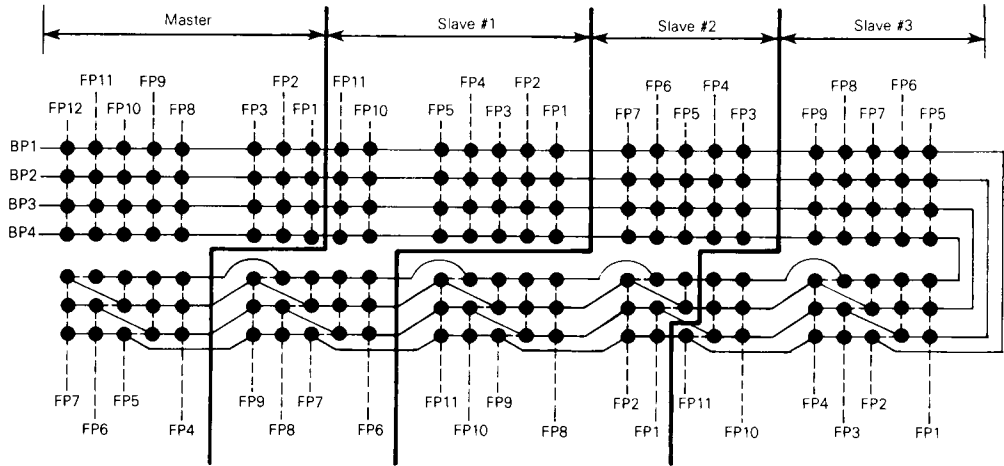 Master Slave #1 Slave #2 Slave #3
FP11 FP9 FP2 FP11 FP4 FP2 FP6 FP4 FP8 FP6
FP12 FP10 FP8 FP3 FP1 FP10 FP5 FP3 FP1 FP7 FP5 FP3 FP9 FP7 FP5
BP1
BP2
BP3
BP4
FP7 FP5 FP9 FP7 FP11 FP9 FP2 FP11 FP4 FP2
FP6 FP4 FP8 FP6 FP10 FP8 FP1 FP10 FP3 FP1